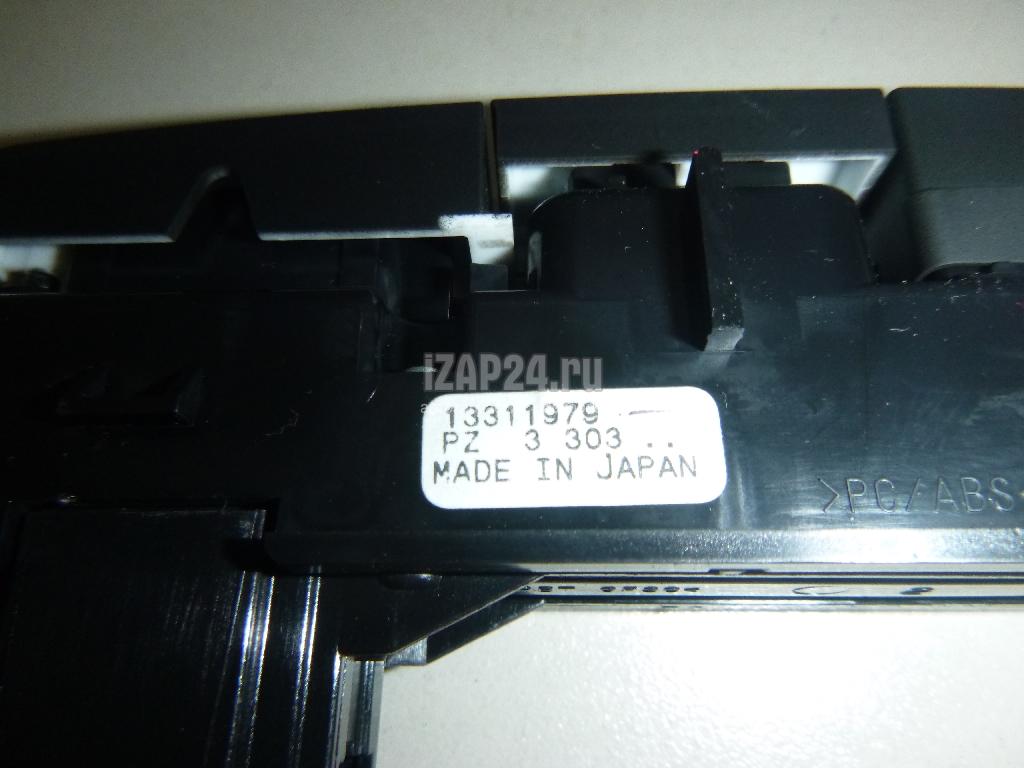 iZAP24.ru
13311979
PZ 3 303 ..
MADE IN JAPAN
>PC/ABS